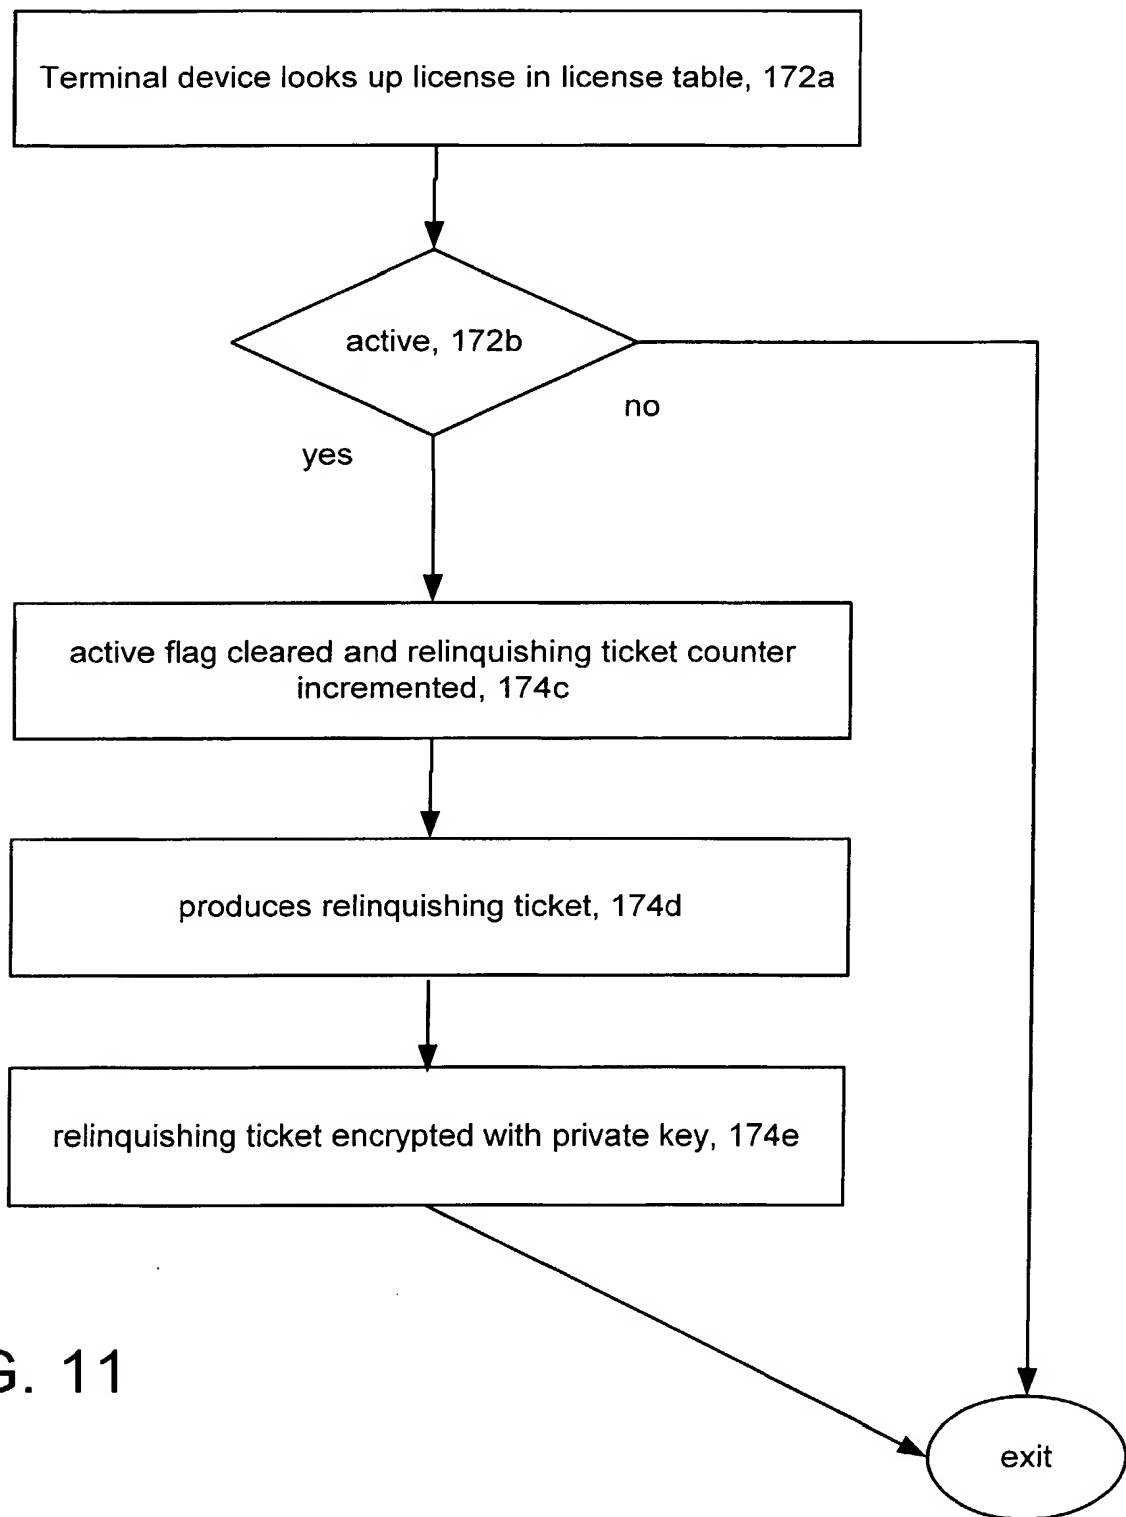 Terminal device looks up license in license table, 172a
active, 172b
no
yes
active flag cleared and relinquishing ticket counter
incremented, 174c
produces relinquishing ticket, 174d
relinquishing ticket encrypted with private key, 174e
G. 11
exit